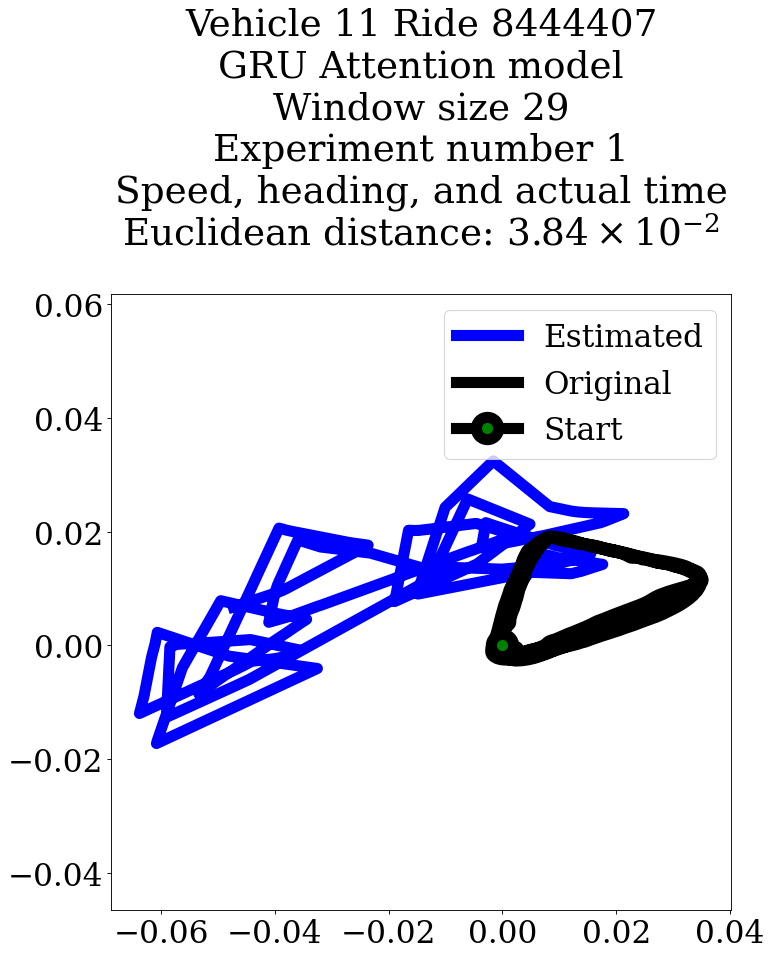 Vehicle 11 Ride 8444407
GRU Attention model
Window size 29
Experiment number 1
Speed, heading, and actual time
Euclidean distance: 3.84 × 10⁻²
Estimated
Original
Start
0.06
0.04
0.02
0.00
−0.02
−0.04
−0.06 −0.04 −0.02 0.00 0.02 0.04